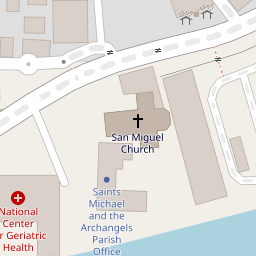 San Miguel
Church
Saints
Michael
and the
Archangels
Parish
Office
National
Center
r Geriatric
Health